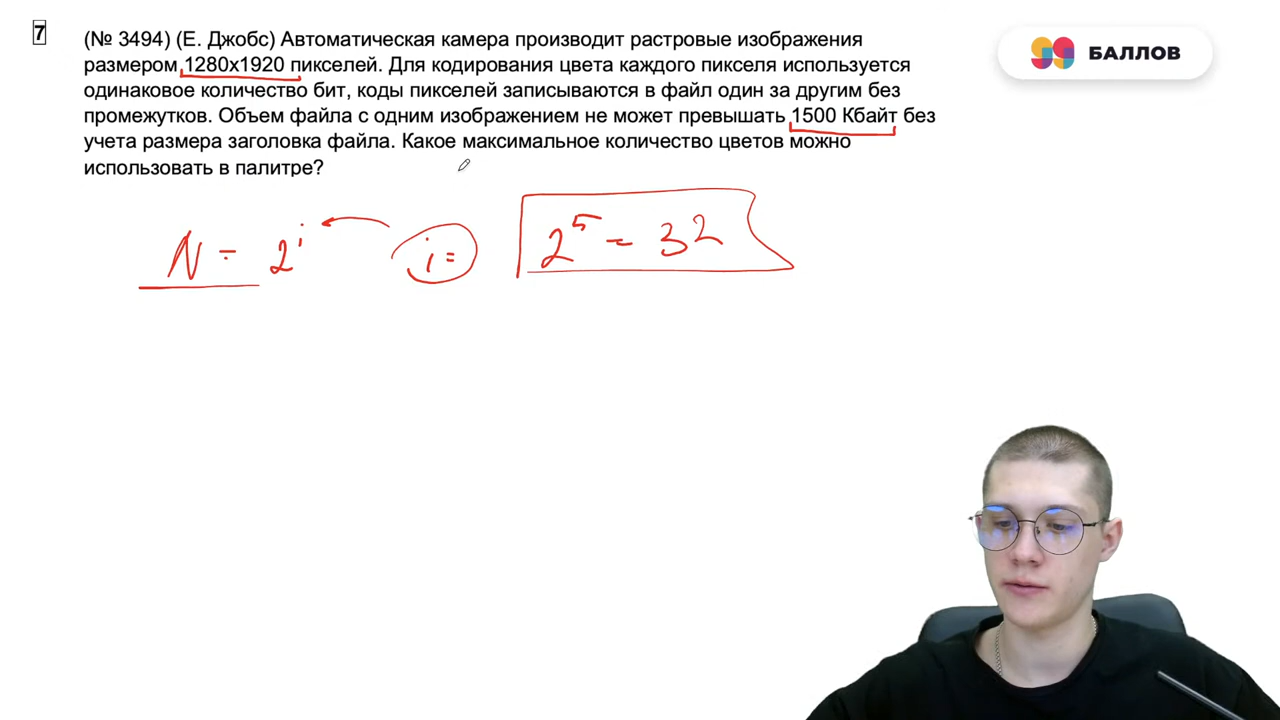 7
(№ 3494) (Е. Джобс) Автоматическая камера производит растровые изображения
размером 1280х1920 пикселей. Для кодирования цвета каждого пикселя используется
одинаковое количество бит, коды пикселей записываются в файл один за другим без
промежутков. Объем файла с одним изображением не может превышать 1500 Кбайт без
учета размера заголовка файла. Какое максимальное количество цветов можно
использовать в палитре?
БАЛЛОВ
N = 2^i i = 2^5 = 32